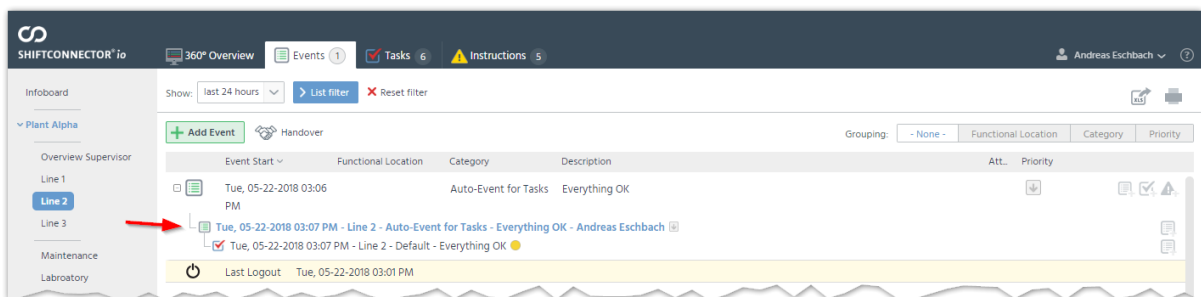 SHIFTCONNECTOR® io
360° Overview Events 1 Tasks 6 Instructions 5
Andreas Eschbach ?
Infoboard
Show: last 24 hours List filter Reset filter
XLS
Plant Alpha
Add Event Handover
Grouping: - None - Functional Location Category Priority
Overview Supervisor
Event Start Functional Location Category Description Att.. Priority
Line 1
Tue, 05-22-2018 03:06 Auto-Event for Tasks Everything OK
PM
Line 2
Line 3
Tue, 05-22-2018 03:07 PM - Line 2 - Auto-Event for Tasks - Everything OK - Andreas Eschbach
Tue, 05-22-2018 03:07 PM - Line 2 - Default - Everything OK
Maintenance
Last Logout Tue, 05-22-2018 03:01 PM
Labroatory